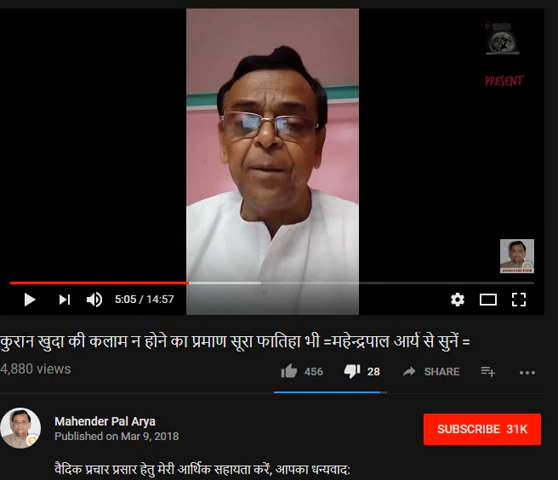 PRESENT
5:05 / 14:57
कुरान खुदा की कलाम न होने का प्रमाण सूरा फातिहा भी =महेन्द्रपाल आर्य से सुनें =
4,880 views
456 28 SHARE
Mahender Pal Arya
Published on Mar 9, 2018
SUBSCRIBE 31K
वैदिक प्रचार प्रसार हेतु मेरी आर्थिक सहायता करें, आपका धन्यवाद: